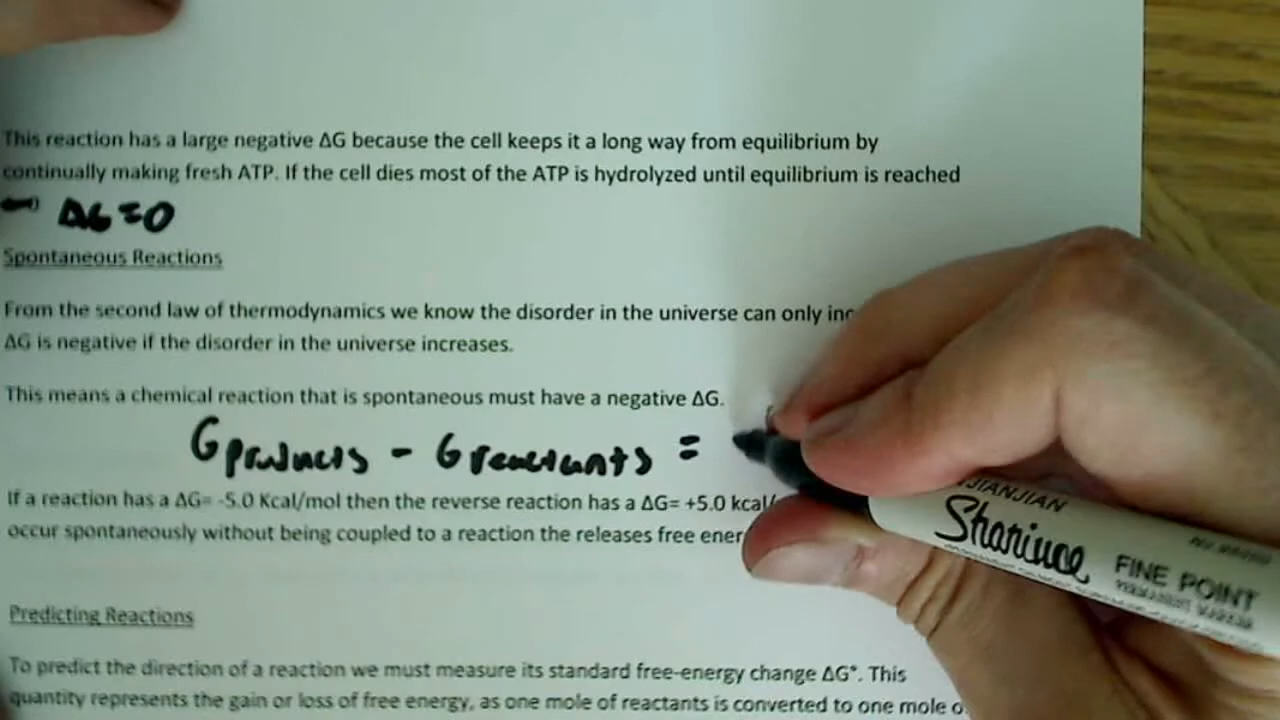 This reaction has a large negative ΔG because the cell keeps it a long way from equilibrium by
continually making fresh ATP. If the cell dies most of the ATP is hydrolyzed until equilibrium is reached
ΔG = 0
Spontaneous Reactions
From the second law of thermodynamics we know the disorder in the universe can only inc
ΔG is negative if the disorder in the universe increases.
This means a chemical reaction that is spontaneous must have a negative ΔG.
G products - G reactants =
If a reaction has a ΔG= -5.0 Kcal/mol then the reverse reaction has a ΔG= +5.0 kcal/
occur spontaneously without being coupled to a reaction the releases free ener
JIANJIAN
FINE POINT
Predicting Reactions
To predict the direction of a reaction we must measure its standard free-energy change ΔG°. This
quantity represents the gain or loss of free energy, as one mole of reactants is converted to one mole o